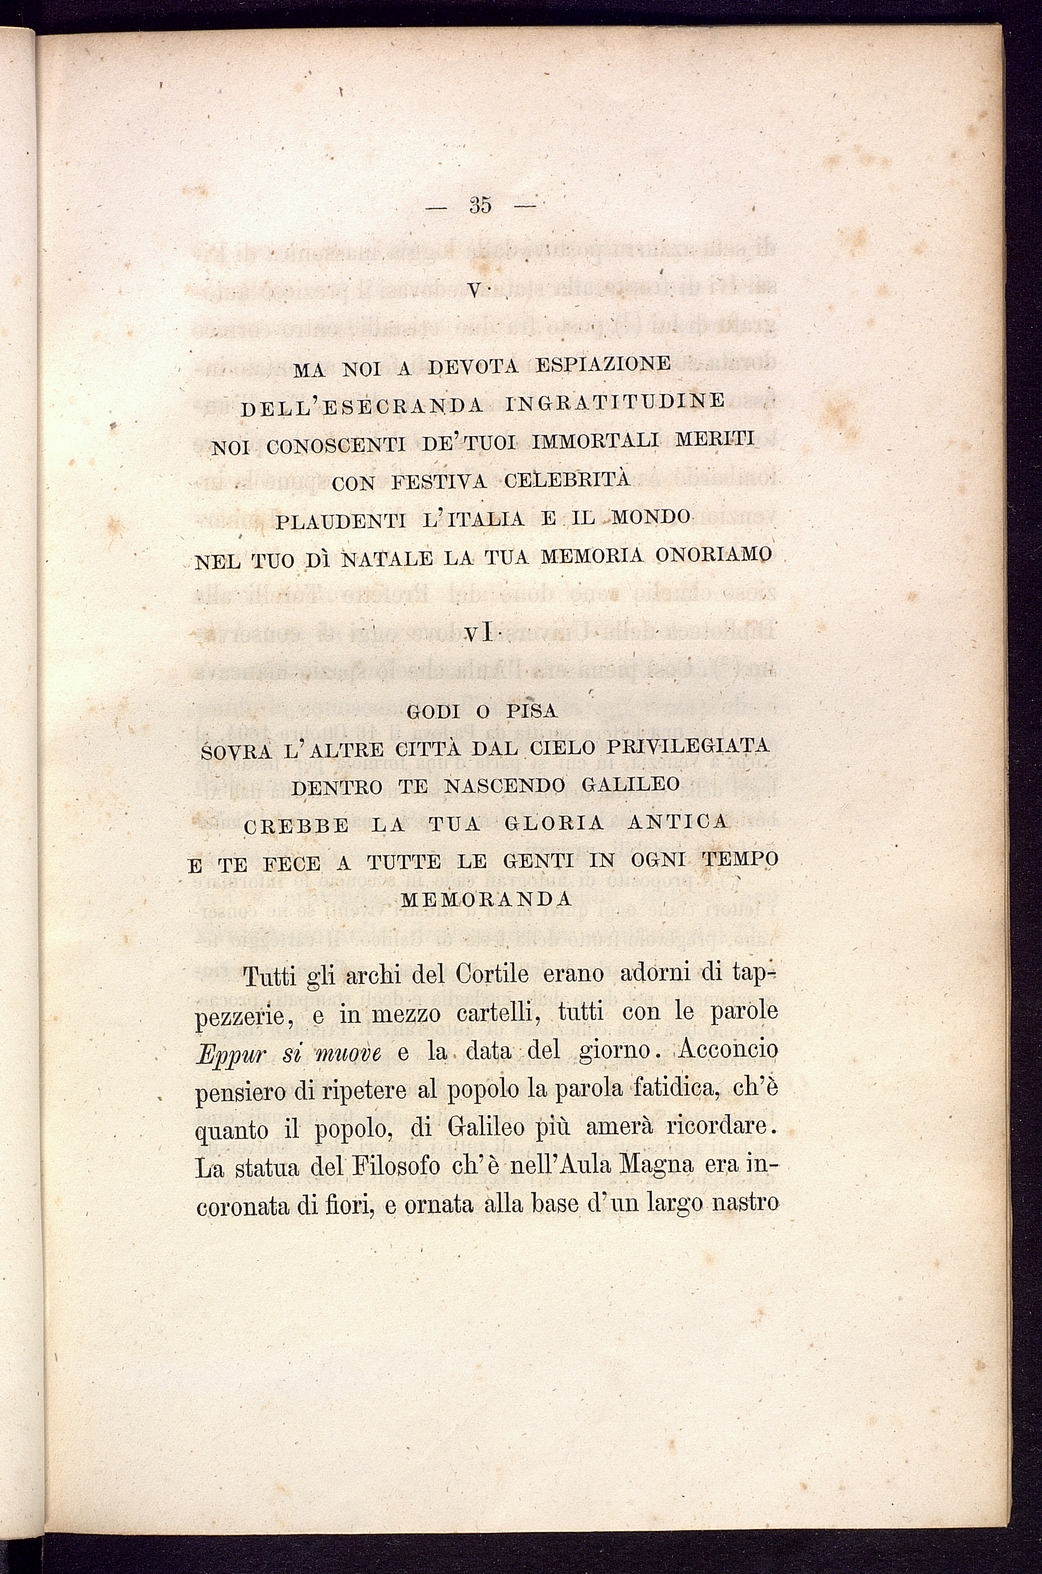 — 35 —
V.
MA NOI A DEVOTA ESPIAZIONE
DELL'ESECRANDA INGRATITUDINE
NOI CONOSCENTI DE'TUOI IMMORTALI MERITI
CON FESTIVA CELEBRITÀ
PLAUDENTI L'ITALIA E IL MONDO
NEL TUO DÌ NATALE LA TUA MEMORIA ONORIAMO
VI.
GODI O PISA
SOVRA L'ALTRE CITTÀ DAL CIELO PRIVILEGIATA
DENTRO TE NASCENDO GALILEO
CREBBE LA TUA GLORIA ANTICA
E TE FECE A TUTTE LE GENTI IN OGNI TEMPO
MEMORANDA
Tutti gli archi del Cortile erano adorni di tap-
pezzerie, e in mezzo cartelli, tutti con le parole
Eppur si muove e la data del giorno. Acconcio
pensiero di ripetere al popolo la parola fatidica, ch'è
quanto il popolo, di Galileo più amerà ricordare.
La statua del Filosofo ch'è nell'Aula Magna era in-
coronata di fiori, e ornata alla base d'un largo nastro